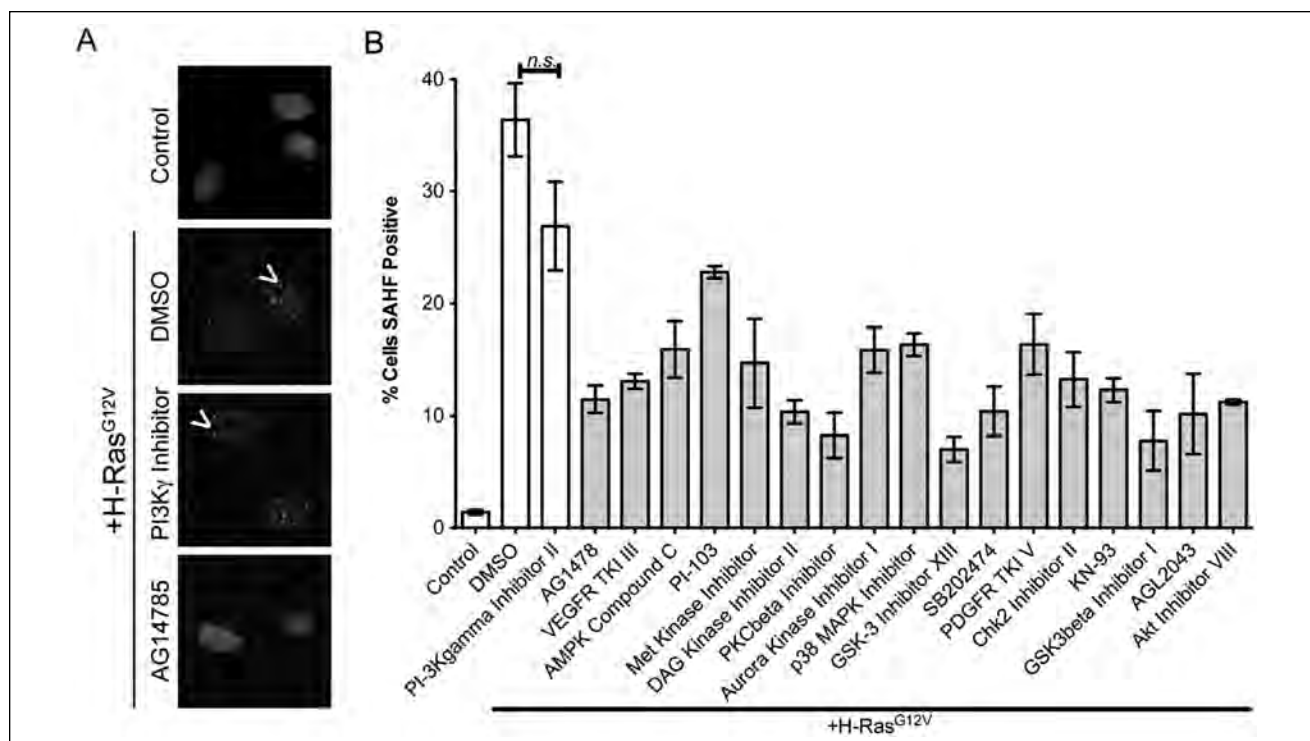 A
Control
DMSO
PI3Kγ Inhibitor
AG14785
+H-Ras^G12V
B
n.s.
% Cells SAHF Positive
40
30
20
10
0
Control
DMSO
PI-3Kgamma Inhibitor II
AG1478
VEGFR TKI III
AMPK Compound C
PI-103
Met Kinase Inhibitor
DAG Kinase Inhibitor II
PKCbeta Inhibitor
Aurora Kinase Inhibitor I
p38 MAPK Inhibitor
GSK-3 Inhibitor XIII
SB202474
PDGFR TKI V
Chk2 Inhibitor II
KN-93
GSK3beta Inhibitor I
AGL2043
Akt Inhibitor VIII
+H-Ras^G12V